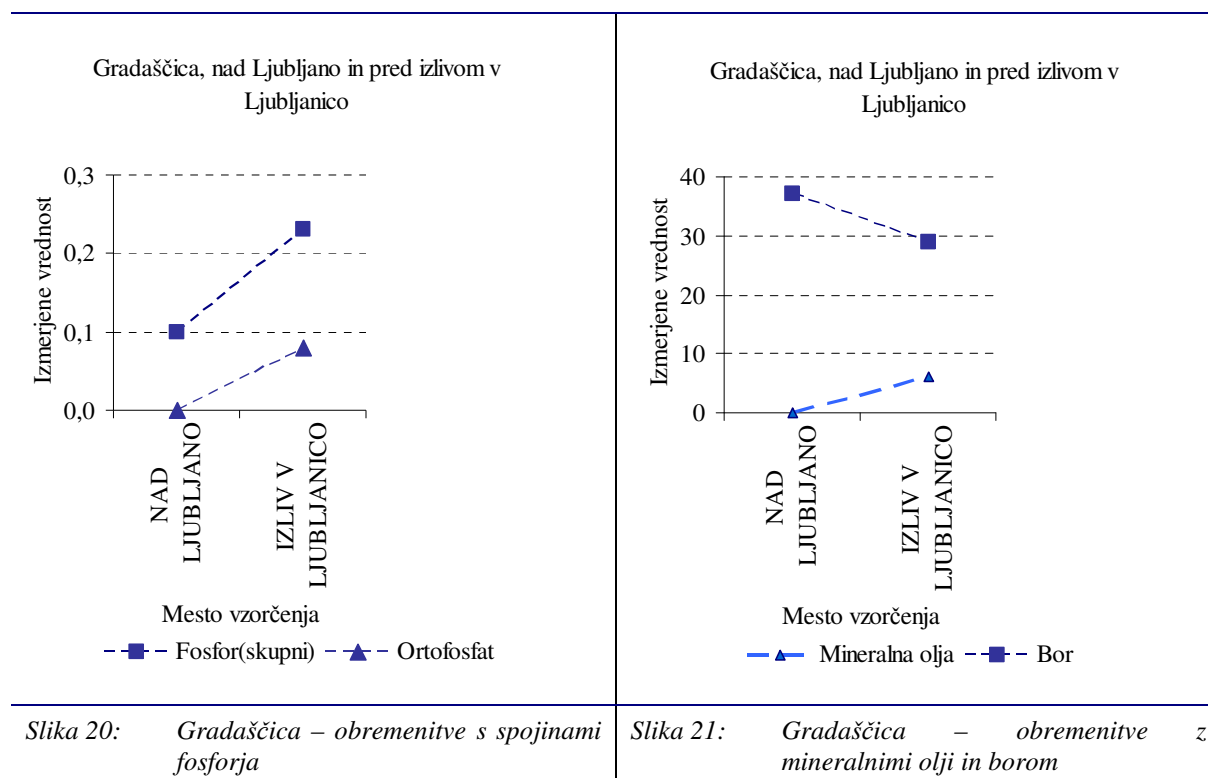 Gradaščica, nad Ljubljano in pred izlivom v
Ljubljanico
Izmerjene vrednost
0,3
0,2
0,1
0,0
NAD
LJUBLJANO
IZLIV V
LJUBLJANICO
Mesto vzorčenja
Fosfor(skupni)
Ortofosfat
Slika 20: Gradaščica – obremenitve s spojinami
fosforja
Gradaščica, nad Ljubljano in pred izlivom v
Ljubljanico
Izmerjene vrednost
40
30
20
10
0
NAD
LJUBLJANO
IZLIV V
LJUBLJANICO
Mesto vzorčenja
Mineralna olja
Bor
Slika 21: Gradaščica – obremenitve z
mineralnimi olji in borom